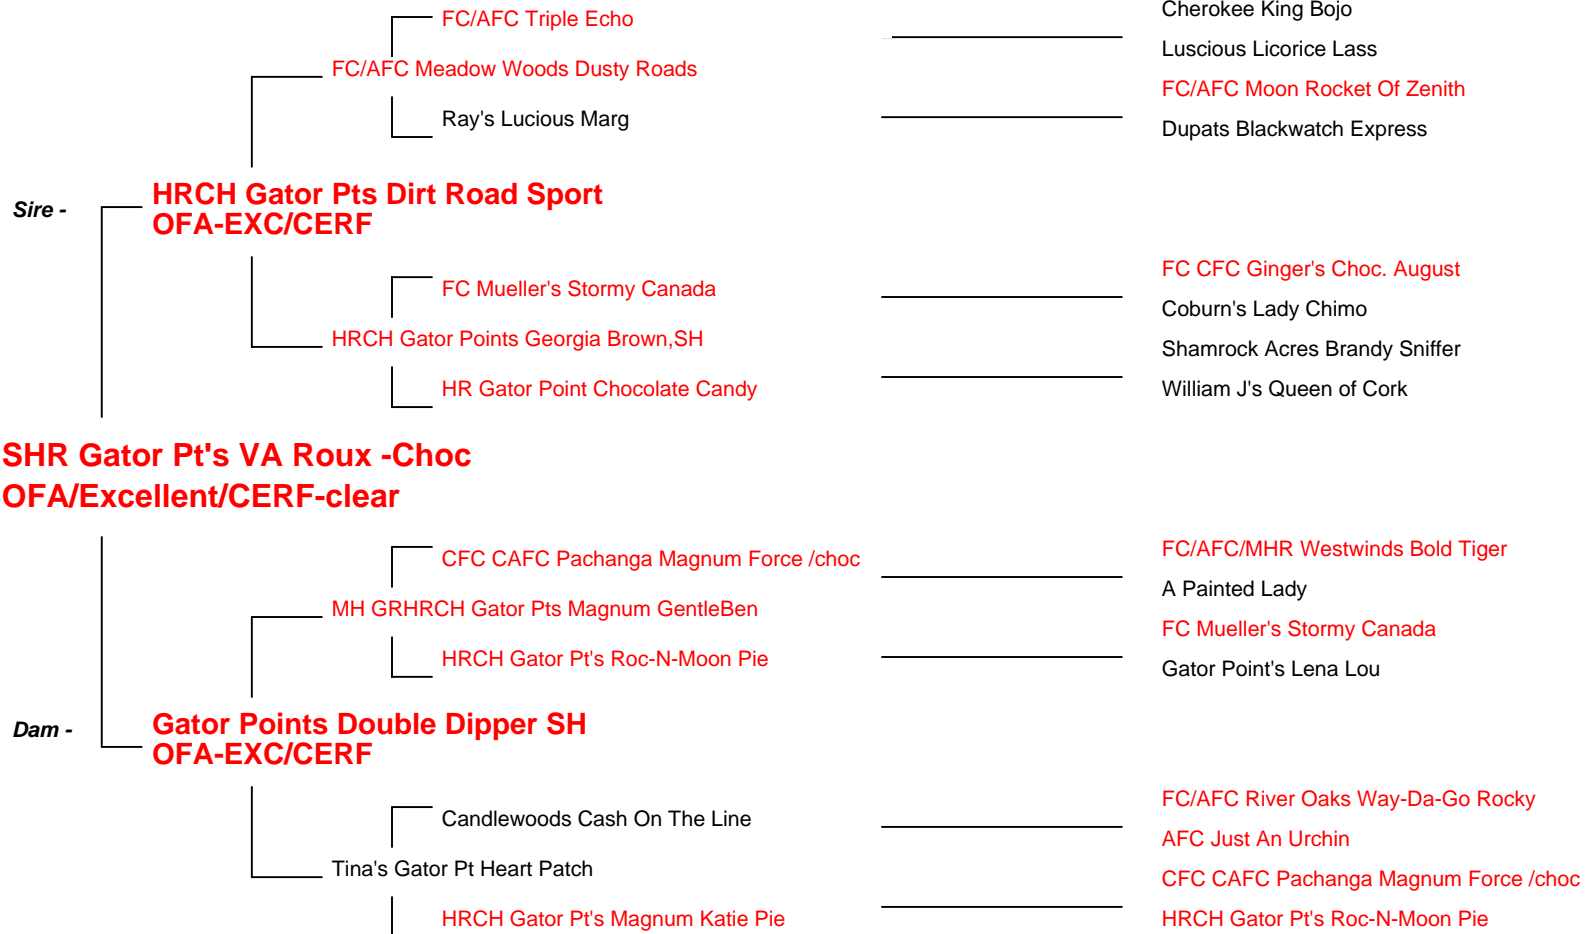 Cherokee King Bojo
FC/AFC Triple Echo
Luscious Licorice Lass
FC/AFC Meadow Woods Dusty Roads
FC/AFC Moon Rocket Of Zenith
Ray's Lucious Marg
Dupats Blackwatch Express
HRCH Gator Pts Dirt Road Sport
Sire -
OFA-EXC/CERF
FC CFC Ginger's Choc. August
FC Mueller's Stormy Canada
Coburn's Lady Chimo
HRCH Gator Points Georgia Brown,SH
Shamrock Acres Brandy Sniffer
HR Gator Point Chocolate Candy
William J's Queen of Cork
SHR Gator Pt's VA Roux -Choc
OFA/Excellent/CERF-clear
FC/AFC/MHR Westwinds Bold Tiger
CFC CAFC Pachanga Magnum Force /choc
A Painted Lady
MH GRHRCH Gator Pts Magnum GentleBen
FC Mueller's Stormy Canada
HRCH Gator Pt's Roc-N-Moon Pie
Gator Point's Lena Lou
Gator Points Double Dipper SH
Dam -
OFA-EXC/CERF
FC/AFC River Oaks Way-Da-Go Rocky
Candlewoods Cash On The Line
AFC Just An Urchin
Tina's Gator Pt Heart Patch
CFC CAFC Pachanga Magnum Force /choc
HRCH Gator Pt's Magnum Katie Pie
HRCH Gator Pt's Roc-N-Moon Pie